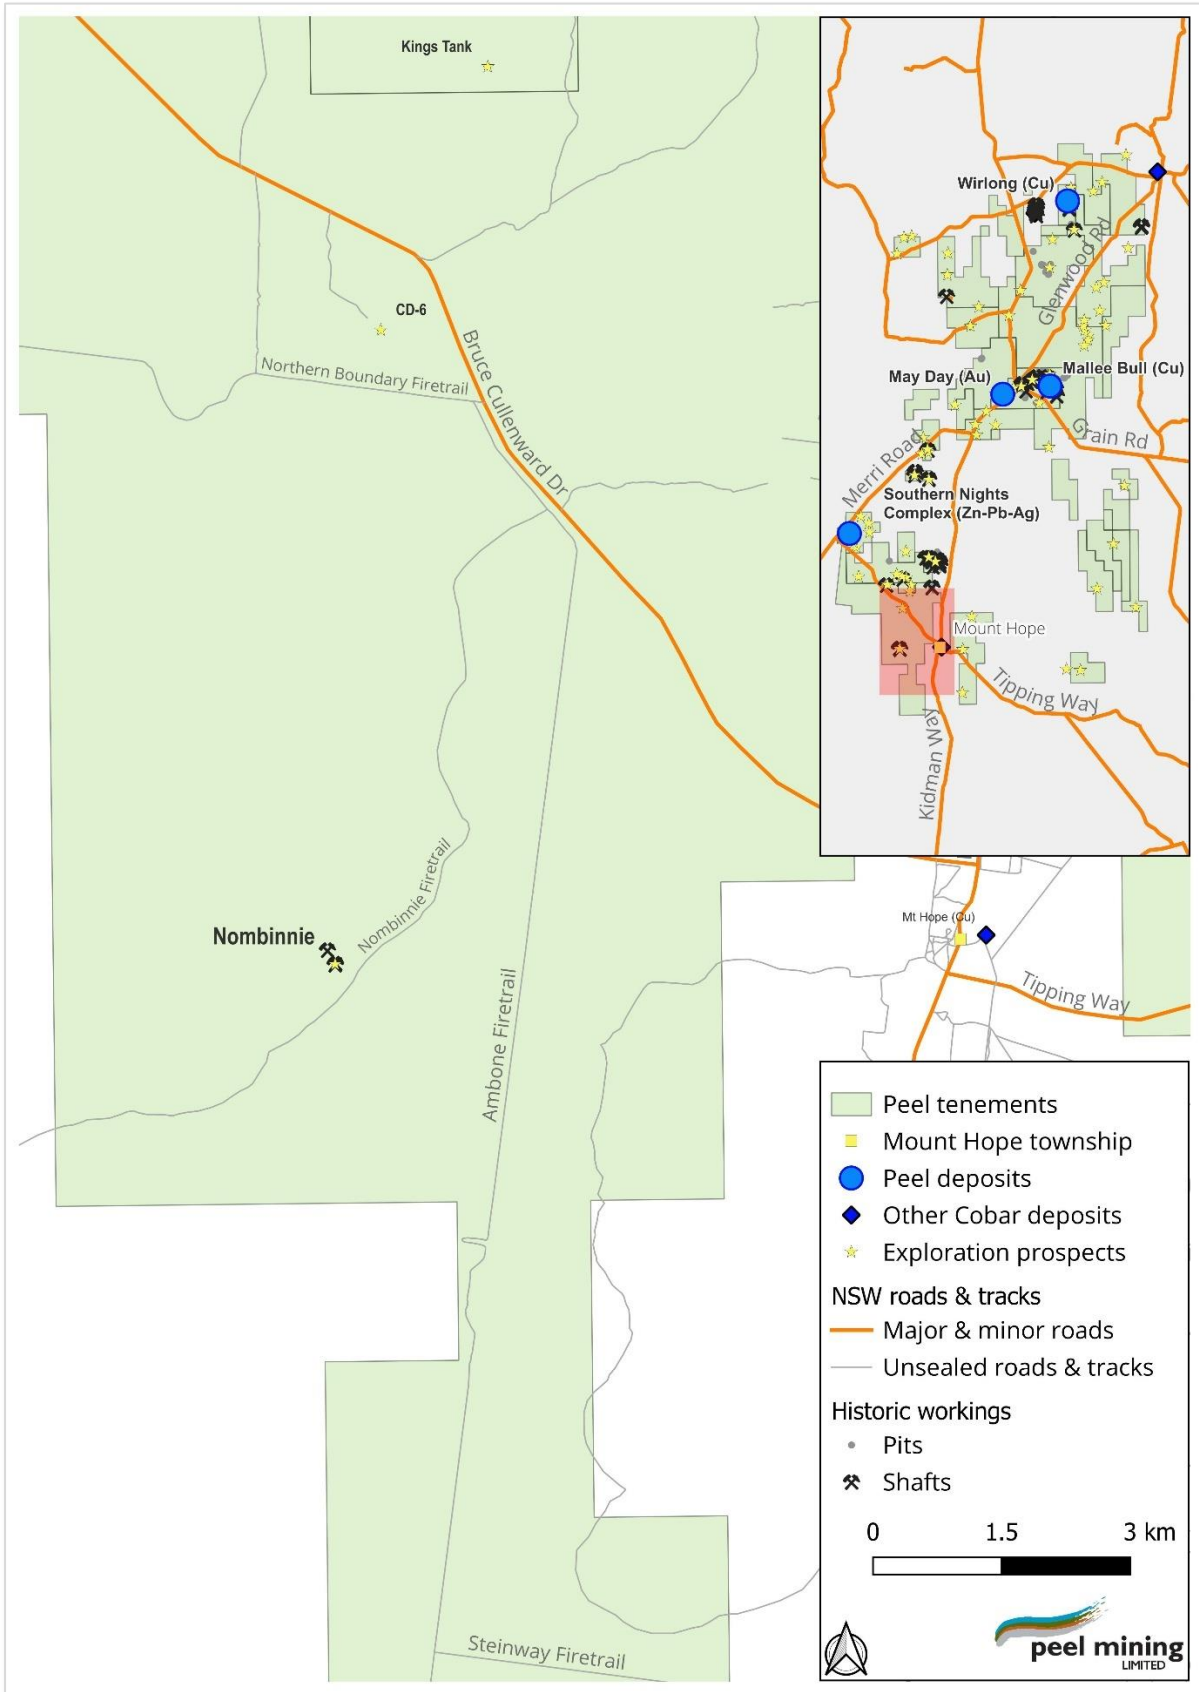 Kings Tank
CD-6
Northern Boundary Firetrail
Bruce Cullenward Dr
Nombinnie
Nombinnie Firetrail
Ambone Firetrail
Steinway Firetrail
Wirlong (Cu)
Glenwood Rd
May Day (Au)
Mallee Bull (Cu)
Grain Rd
Merri Road
Southern Nights
Complex (Zn-Pb-Ag)
Mount Hope
Tipping Way
Kidman Way
Mt Hope (Cu)
Tipping Way
Peel tenements
Mount Hope township
Peel deposits
Other Cobar deposits
Exploration prospects
NSW roads & tracks
Major & minor roads
Unsealed roads & tracks
Historic workings
Pits
Shafts
0 1.5 3 km
peel mining
LIMITED